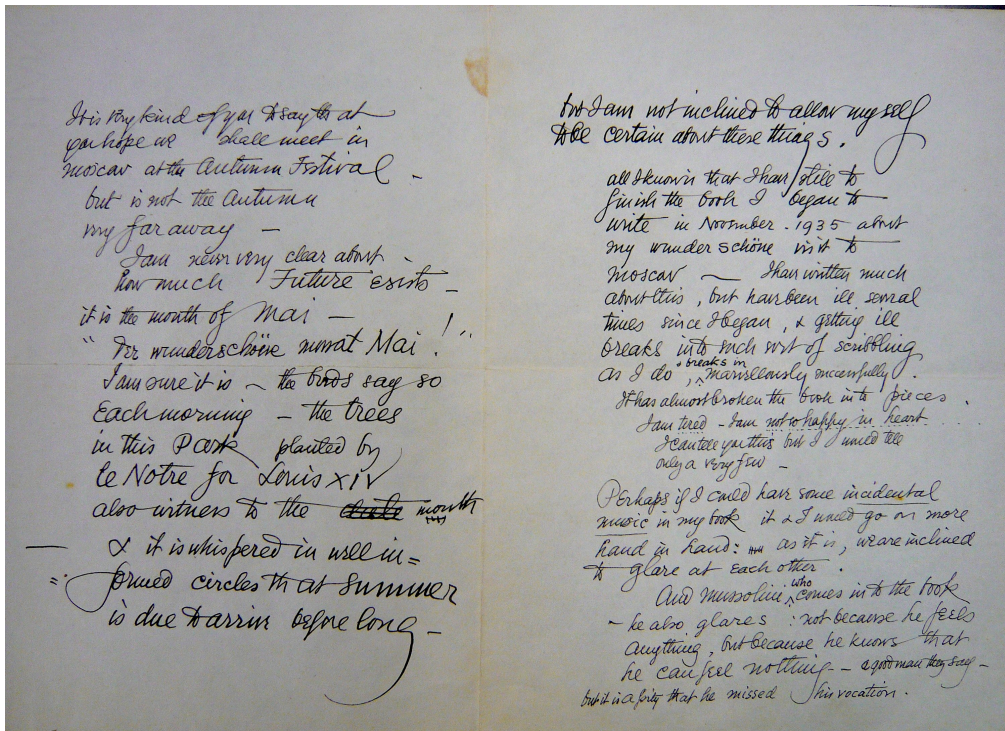 It is very kind of you to say that
you hope we shall meet in
Moscow at the Autumn Festival –
but is not the Autumn
very far away –
I am never very clear about
how much Future exists –
it is the month of Mai –
"Der wunderschöne monat Mai!"
I am sure it is – the birds say so
Each morning – the trees
in this Park planted by
le Notre for Louis XIV
also witness to the month
– & it is whispered in well in=
=formed circles that summer
is due to arrive before long –
but I am not inclined to allow myself
to be certain about these things.
all I know is that I have still to
finish the book I began to
write in November – 1935 about
my wunderschöne visit to
Moscow – I have written much
about this, but have been ill several
times since I began, & getting ill
breaks into such sort of scribbling
as I do, breaks in marvellously successfully.
It has almost broken the book into pieces.
I am tired – I am not so happy in heart
I can tell you this but I would tell
only a very few –
Perhaps if I could have some incidental
music in my book it & I would go on more
hand in hand: as it is, we are inclined
to glare at each other.
And Mussolini who comes into the book
– he also glares: not because he feels
anything, but because he knows that
he can feel nothing – a good man they say –
but it is a pity that he missed his vocation.